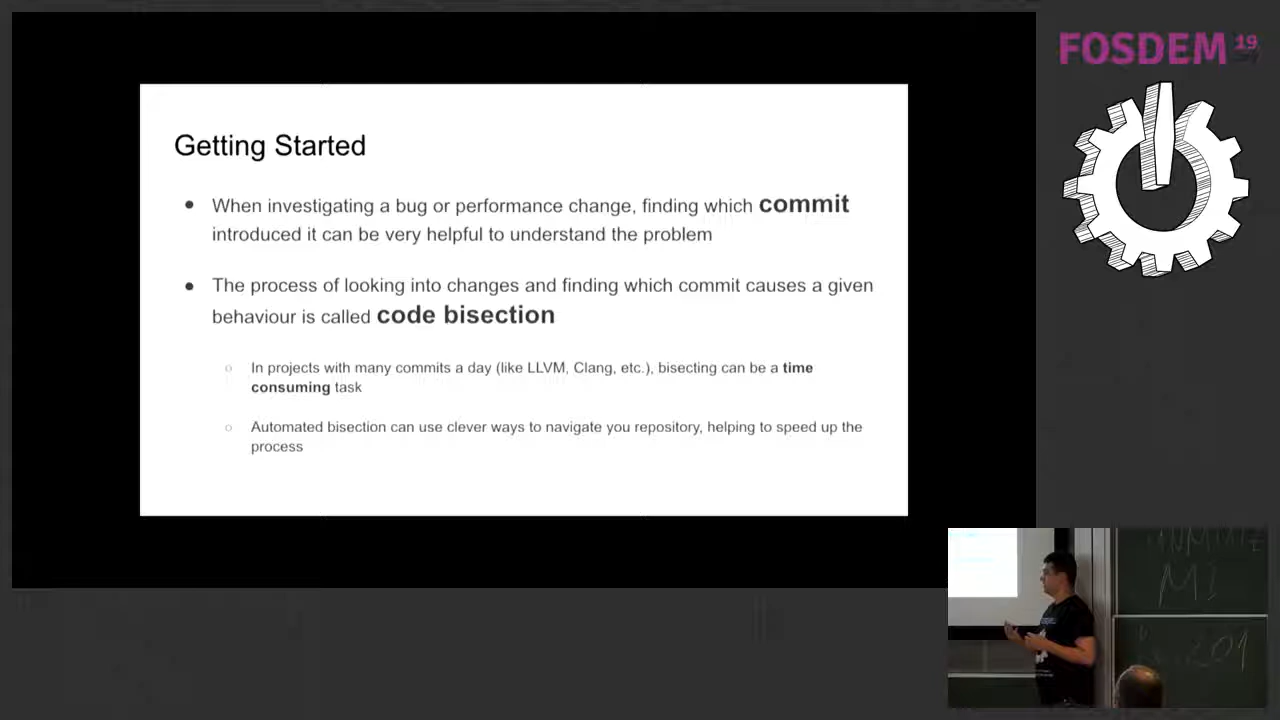 FOSDEM 19
Getting Started
● When investigating a bug or performance change, finding which commit
introduced it can be very helpful to understand the problem
● The process of looking into changes and finding which commit causes a given
behaviour is called code bisection
○ In projects with many commits a day (like LLVM, Clang, etc.), bisecting can be a time
consuming task
○ Automated bisection can use clever ways to navigate you repository, helping to speed up the
process